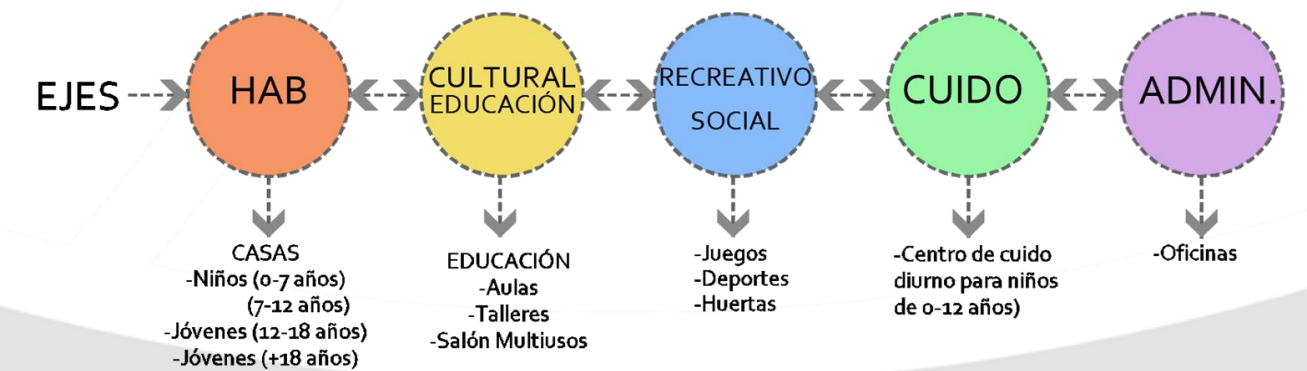 EJES
HAB
CULTURAL
EDUCACIÓN
RECREATIVO
SOCIAL
CUIDO
ADMIN.
CASAS
-Niños (0-7 años)
(7-12 años)
-Jóvenes (12-18 años)
-Jóvenes (+18 años)
EDUCACIÓN
-Aulas
-Talleres
-Salón Multiusos
-Juegos
-Deportes
-Huertas
-Centro de cuido
diurno para niños
de 0-12 años)
-Oficinas